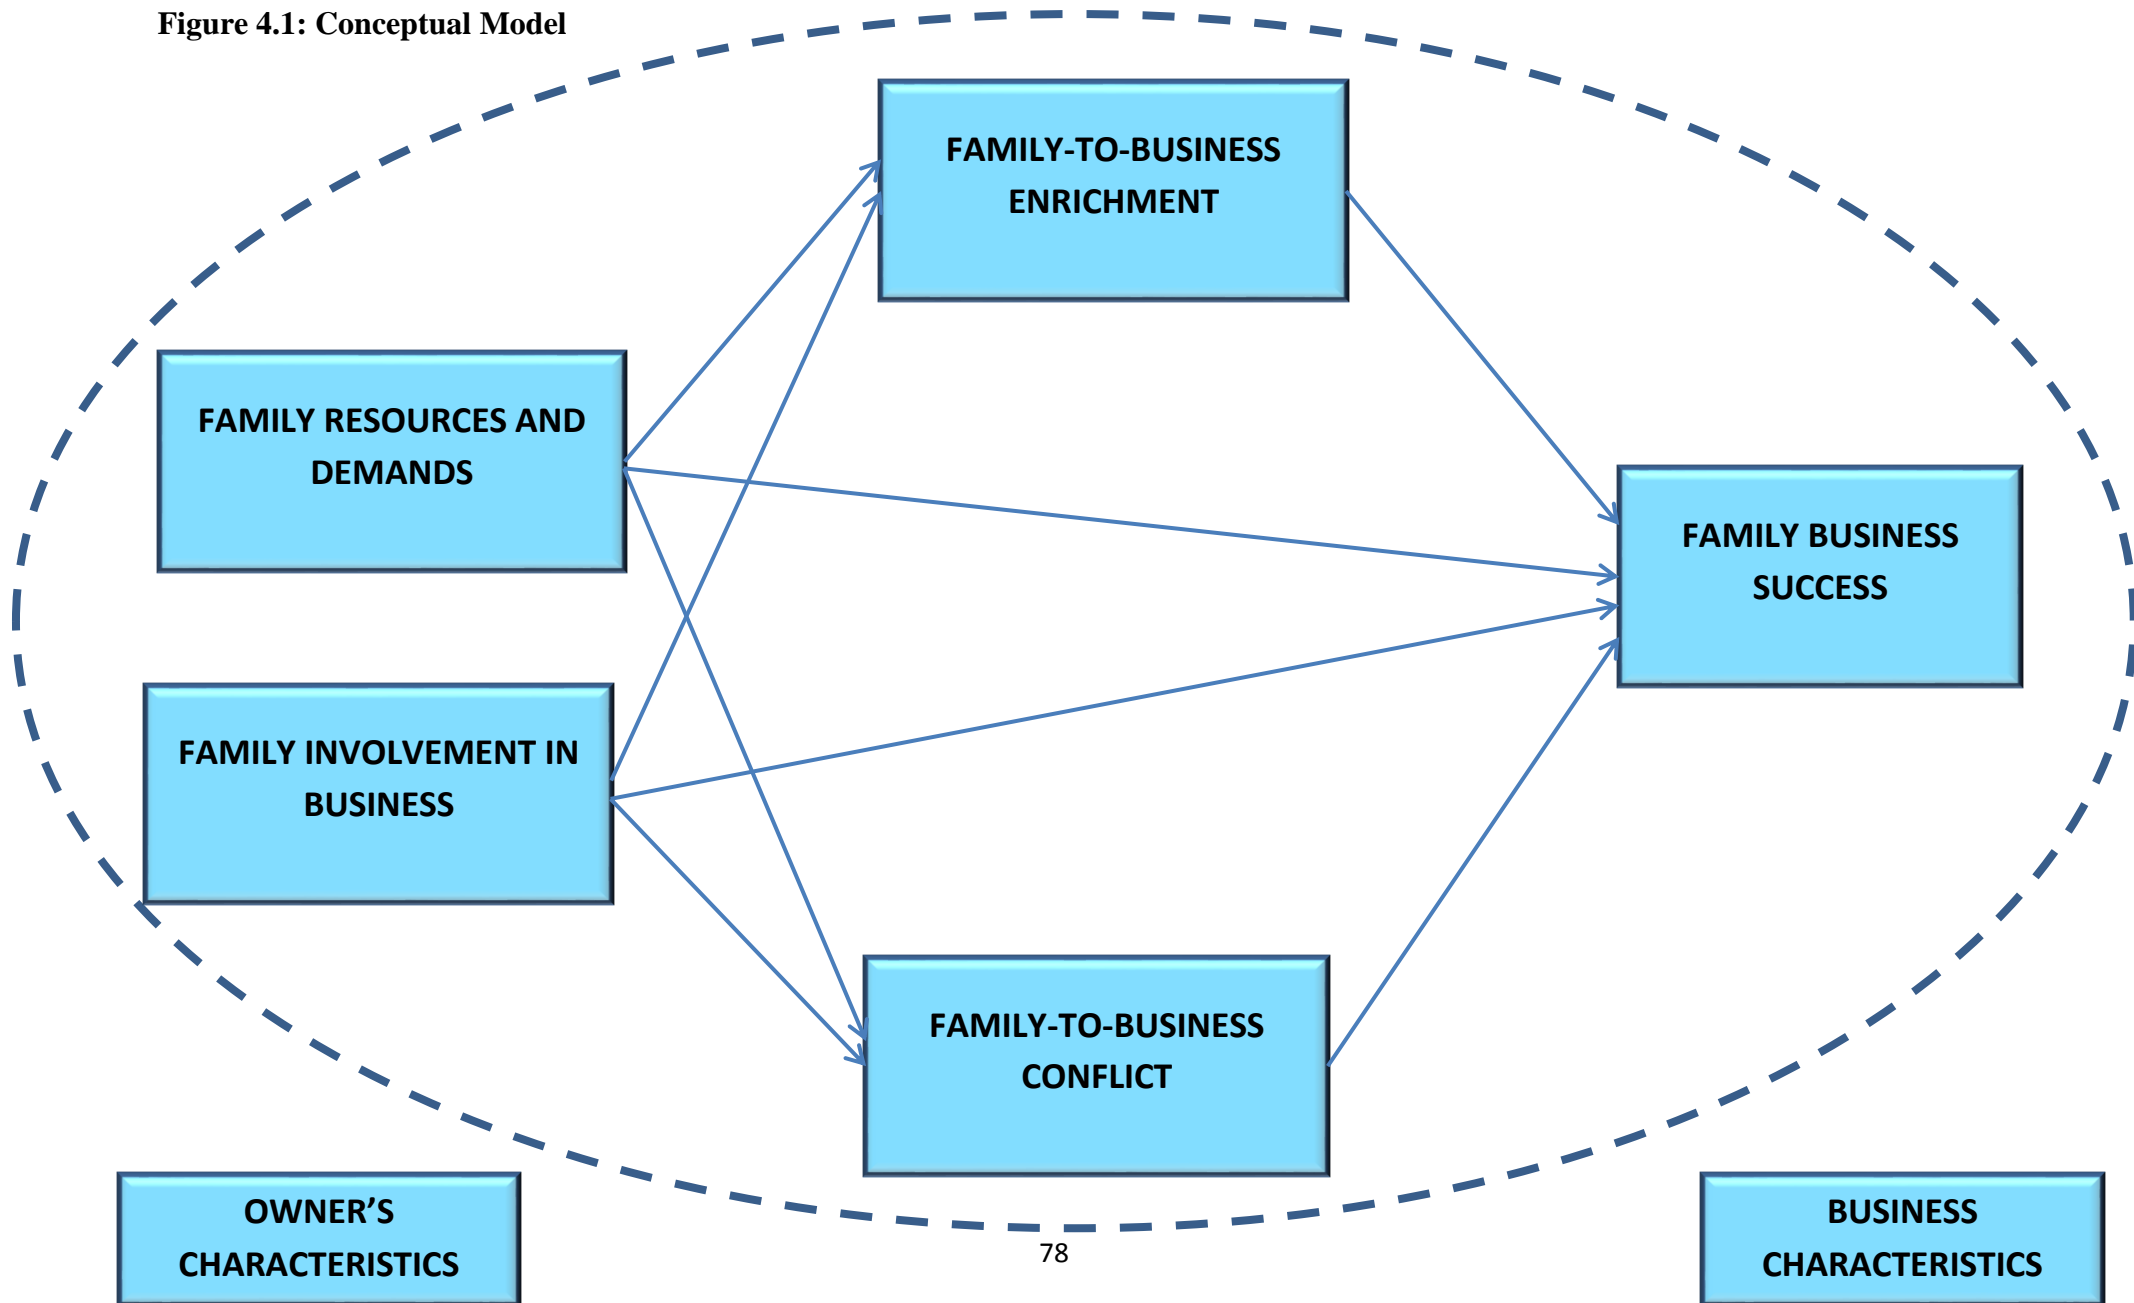 Figure 4.1: Conceptual Model
FAMILY-TO-BUSINESS
ENRICHMENT
FAMILY RESOURCES AND
DEMANDS
FAMILY BUSINESS
SUCCESS
FAMILY INVOLVEMENT IN
BUSINESS
FAMILY-TO-BUSINESS
CONFLICT
OWNER’S
CHARACTERISTICS
78
BUSINESS
CHARACTERISTICS